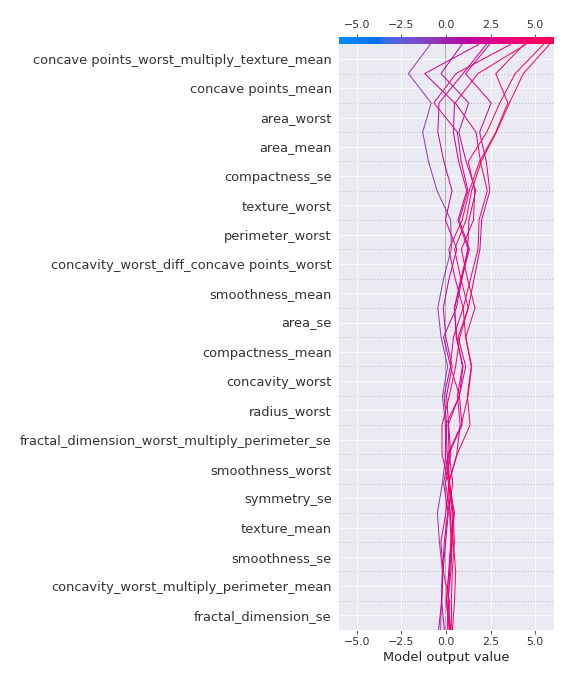 −5.0 −2.5 0.0 2.5 5.0
concave points_worst_multiply_texture_mean
concave points_mean
area_worst
area_mean
compactness_se
texture_worst
perimeter_worst
concavity_worst_diff_concave points_worst
smoothness_mean
area_se
compactness_mean
concavity_worst
radius_worst
fractal_dimension_worst_multiply_perimeter_se
smoothness_worst
symmetry_se
texture_mean
smoothness_se
concavity_worst_multiply_perimeter_mean
fractal_dimension_se
−5.0 −2.5 0.0 2.5 5.0
Model output value